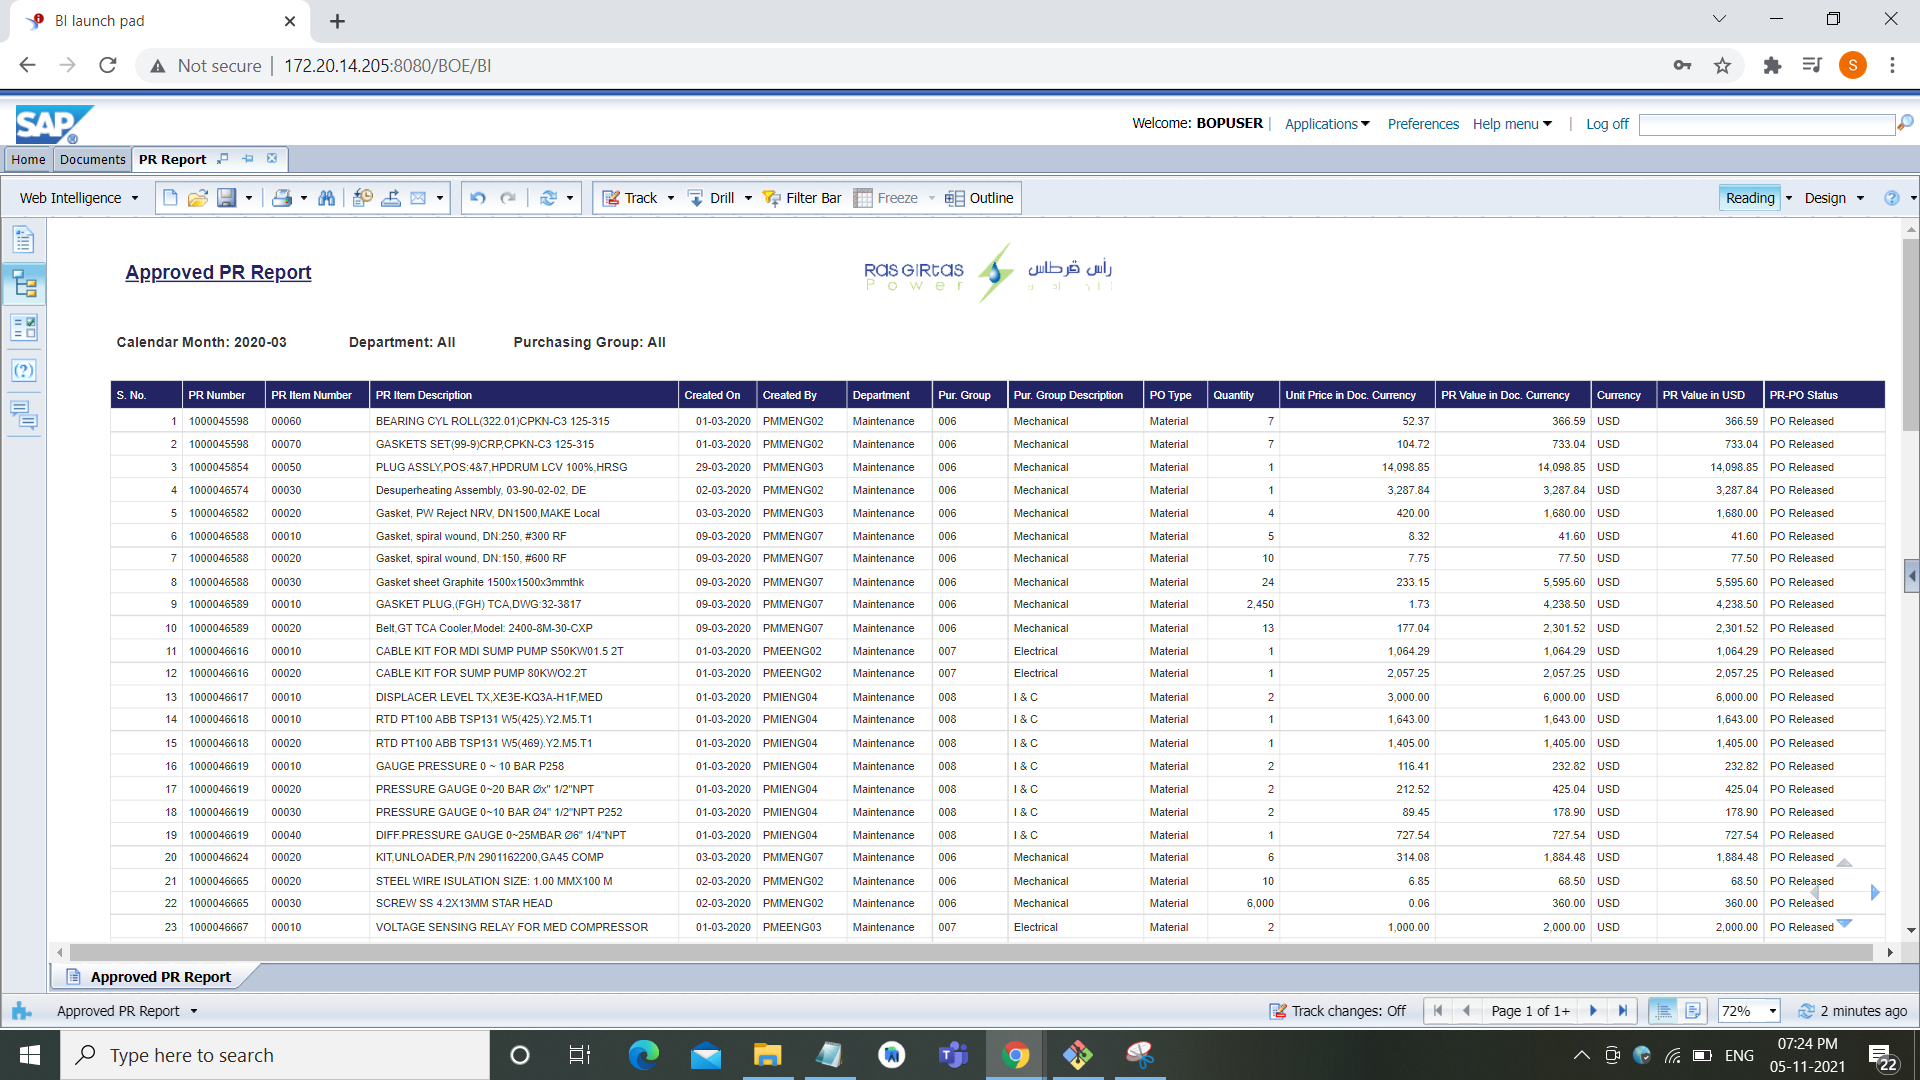 BI launch pad
Not secure | 172.20.14.205:8080/BOE/BI
S
SAP
Welcome: BOPUSER | Applications Preferences Help menu | Log off
Home Documents PR Report
Web Intelligence Track Drill Filter Bar Freeze Outline Reading Design
Approved PR Report
RAS GIRTAS رأس قرطاس
Power
Calendar Month: 2020-03 Department: All Purchasing Group: All
S. No. PR Number PR Item Number PR Item Description Created On Created By Department Pur. Group Pur. Group Description PO Type Quantity Unit Price in Doc. Currency PR Value in Doc. Currency Currency PR Value in USD PR-PO Status
1 1000045598 00060 BEARING CYL ROLL(322.01)CPKN-C3 125-315 01-03-2020 PMMENG02 Maintenance 006 Mechanical Material 7 52.37 366.59 USD 366.59 PO Released
2 1000045598 00070 GASKETS SET(99-9)CRP,CPKN-C3 125-315 01-03-2020 PMMENG02 Maintenance 006 Mechanical Material 7 104.72 733.04 USD 733.04 PO Released
3 1000045854 00050 PLUG ASSLY,POS:4&7,HPDRUM LCV 100%,HRSG 29-03-2020 PMMENG03 Maintenance 006 Mechanical Material 1 14,098.85 14,098.85 USD 14,098.85 PO Released
4 1000046574 00030 Desuperheating Assembly, 03-90-02-02, DE 02-03-2020 PMMENG02 Maintenance 006 Mechanical Material 1 3,287.84 3,287.84 USD 3,287.84 PO Released
5 1000046582 00020 Gasket, PW Reject NRV, DN1500,MAKE Local 03-03-2020 PMMENG03 Maintenance 006 Mechanical Material 4 420.00 1,680.00 USD 1,680.00 PO Released
6 1000046588 00010 Gasket, spiral wound, DN:250, #300 RF 09-03-2020 PMMENG07 Maintenance 006 Mechanical Material 5 8.32 41.60 USD 41.60 PO Released
7 1000046588 00020 Gasket, spiral wound, DN:150, #600 RF 09-03-2020 PMMENG07 Maintenance 006 Mechanical Material 10 7.75 77.50 USD 77.50 PO Released
8 1000046588 00030 Gasket sheet Graphite 1500x1500x3mmthk 09-03-2020 PMMENG07 Maintenance 006 Mechanical Material 24 233.15 5,595.60 USD 5,595.60 PO Released
9 1000046589 00010 GASKET PLUG,(FGH) TCA,DWG:32-3817 09-03-2020 PMMENG07 Maintenance 006 Mechanical Material 2,450 1.73 4,238.50 USD 4,238.50 PO Released
10 1000046589 00020 Belt,GT TCA Cooler,Model: 2400-8M-30-CXP 09-03-2020 PMMENG07 Maintenance 006 Mechanical Material 13 177.04 2,301.52 USD 2,301.52 PO Released
11 1000046616 00010 CABLE KIT FOR MDI SUMP PUMP S50KW01.5 2T 01-03-2020 PMEENG02 Maintenance 007 Electrical Material 1 1,064.29 1,064.29 USD 1,064.29 PO Released
12 1000046616 00020 CABLE KIT FOR SUMP PUMP 80KWO2.2T 01-03-2020 PMEENG02 Maintenance 007 Electrical Material 1 2,057.25 2,057.25 USD 2,057.25 PO Released
13 1000046617 00010 DISPLACER LEVEL TX,XE3E-KQ3A-H1F,MED 01-03-2020 PMIENG04 Maintenance 008 I & C Material 2 3,000.00 6,000.00 USD 6,000.00 PO Released
14 1000046618 00010 RTD PT100 ABB TSP131 W5(425).Y2.M5.T1 01-03-2020 PMIENG04 Maintenance 008 I & C Material 1 1,643.00 1,643.00 USD 1,643.00 PO Released
15 1000046618 00020 RTD PT100 ABB TSP131 W5(469).Y2.M5.T1 01-03-2020 PMIENG04 Maintenance 008 I & C Material 1 1,405.00 1,405.00 USD 1,405.00 PO Released
16 1000046619 00010 GAUGE PRESSURE 0 ~ 10 BAR P258 01-03-2020 PMIENG04 Maintenance 008 I & C Material 2 116.41 232.82 USD 232.82 PO Released
17 1000046619 00020 PRESSURE GAUGE 0~20 BAR Øx" 1/2"NPT 01-03-2020 PMIENG04 Maintenance 008 I & C Material 2 212.52 425.04 USD 425.04 PO Released
18 1000046619 00030 PRESSURE GAUGE 0~10 BAR Ø4" 1/2"NPT P252 01-03-2020 PMIENG04 Maintenance 008 I & C Material 2 89.45 178.90 USD 178.90 PO Released
19 1000046619 00040 DIFF.PRESSURE GAUGE 0~25MBAR Ø6" 1/4"NPT 01-03-2020 PMIENG04 Maintenance 008 I & C Material 1 727.54 727.54 USD 727.54 PO Released
20 1000046624 00020 KIT,UNLOADER,P/N 2901162200,GA45 COMP 03-03-2020 PMMENG07 Maintenance 006 Mechanical Material 6 314.08 1,884.48 USD 1,884.48 PO Released
21 1000046665 00020 STEEL WIRE ISULATION SIZE: 1.00 MMX100 M 02-03-2020 PMMENG02 Maintenance 006 Mechanical Material 10 6.85 68.50 USD 68.50 PO Released
22 1000046665 00030 SCREW SS 4.2X13MM STAR HEAD 02-03-2020 PMMENG02 Maintenance 006 Mechanical Material 6,000 0.06 360.00 USD 360.00 PO Released
23 1000046667 00010 VOLTAGE SENSING RELAY FOR MED COMPRESSOR 01-03-2020 PMEENG03 Maintenance 007 Electrical Material 2 1,000.00 2,000.00 USD 2,000.00 PO Released
Approved PR Report
Approved PR Report Track changes: Off Page 1 of 1+ 72% 2 minutes ago
Type here to search ENG 07:24 PM
05-11-2021
22